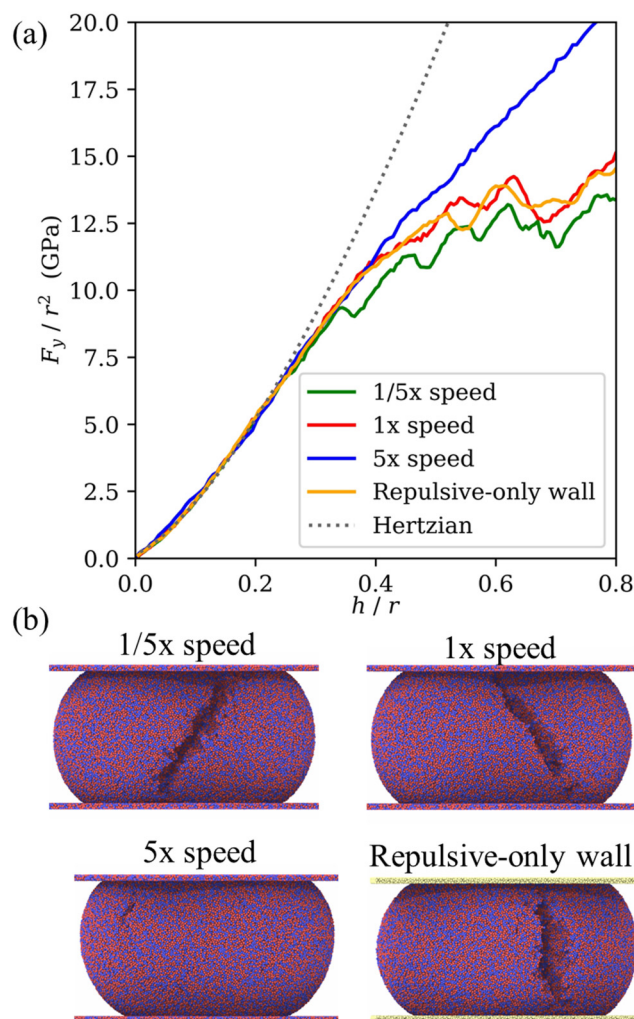 (a)
20.0
17.5
15.0
12.5
10.0
7.5
5.0
2.5
0.0
F_y / r^2 (GPa)
1/5x speed
1x speed
5x speed
Repulsive-only wall
Hertzian
0.0 0.2 0.4 0.6 0.8
h / r
(b)
1/5x speed 1x speed
5x speed Repulsive-only wall